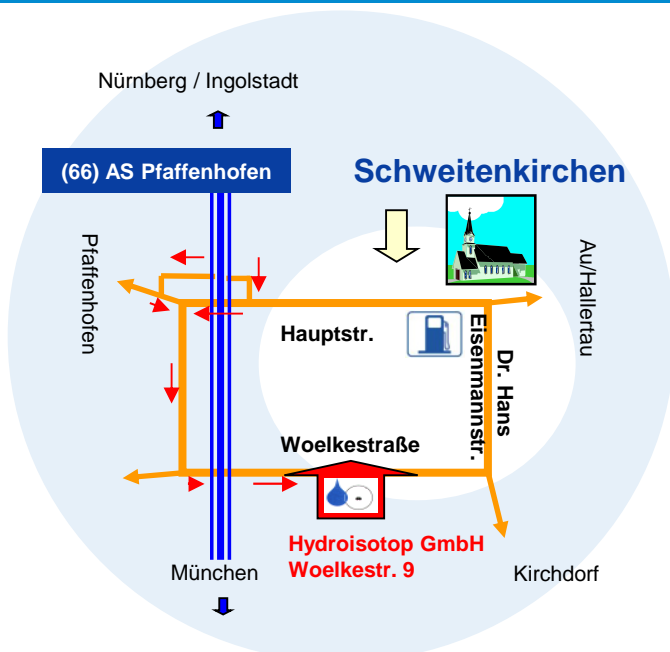 Nürnberg / Ingolstadt
(66) AS Pfaffenhofen
Schweitenkirchen
Pfaffenhofen
Au/Hallertau
Hauptstr.
Dr. Hans
Eisenmannstr.
Woelkestraße
Hydroisotop GmbH
Woelkestr. 9
München
Kirchdorf